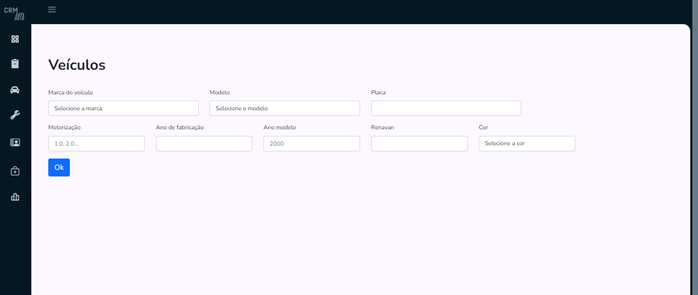 CRM
Veículos
Marca do veículo Modelo Placa
Selecione a marca Selecione o modelo
Motorização Ano de fabricação Ano modelo Renavan Cor
1.0, 2.0... 2000 Selecione a cor
Ok